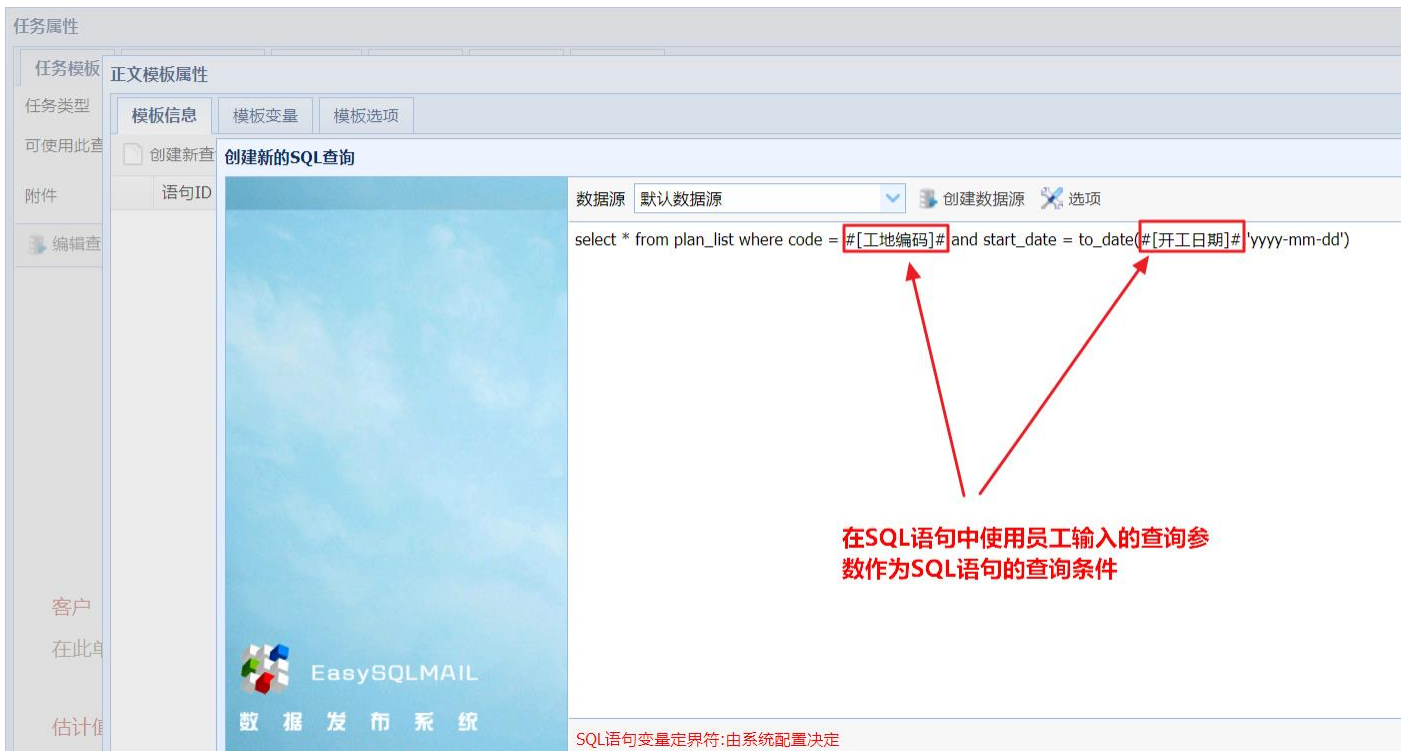 任务属性
任务模板
正文模板属性
任务类型
模板信息 模板变量 模板选项
可使用此查
创建新查
创建新的SQL查询
附件
语句ID
数据源 默认数据源 创建数据源 选项
编辑查
select * from plan_list where code = #[工地编码]# and start_date = to_date(#[开工日期]# 'yyyy-mm-dd')
在SQL语句中使用员工输入的查询参
数作为SQL语句的查询条件
客户
在此单
EasySQLMAIL
数据发布系统
估计值
SQL语句变量定界符:由系统配置决定